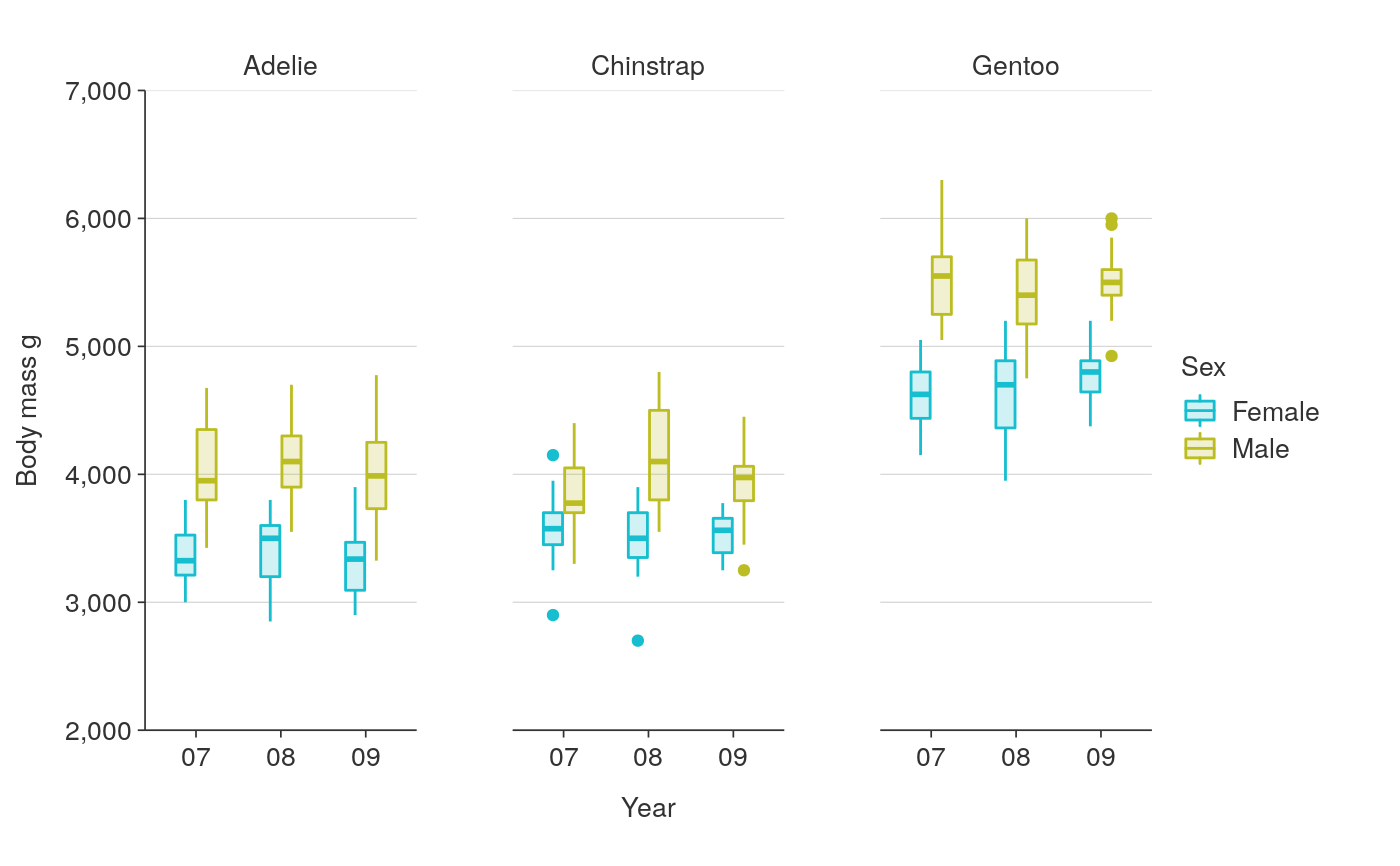 Adelie Chinstrap Gentoo
7,000
6,000
5,000
4,000
3,000
2,000
Body mass g
07 08 09 07 08 09 07 08 09
Year
Sex
Female
Male